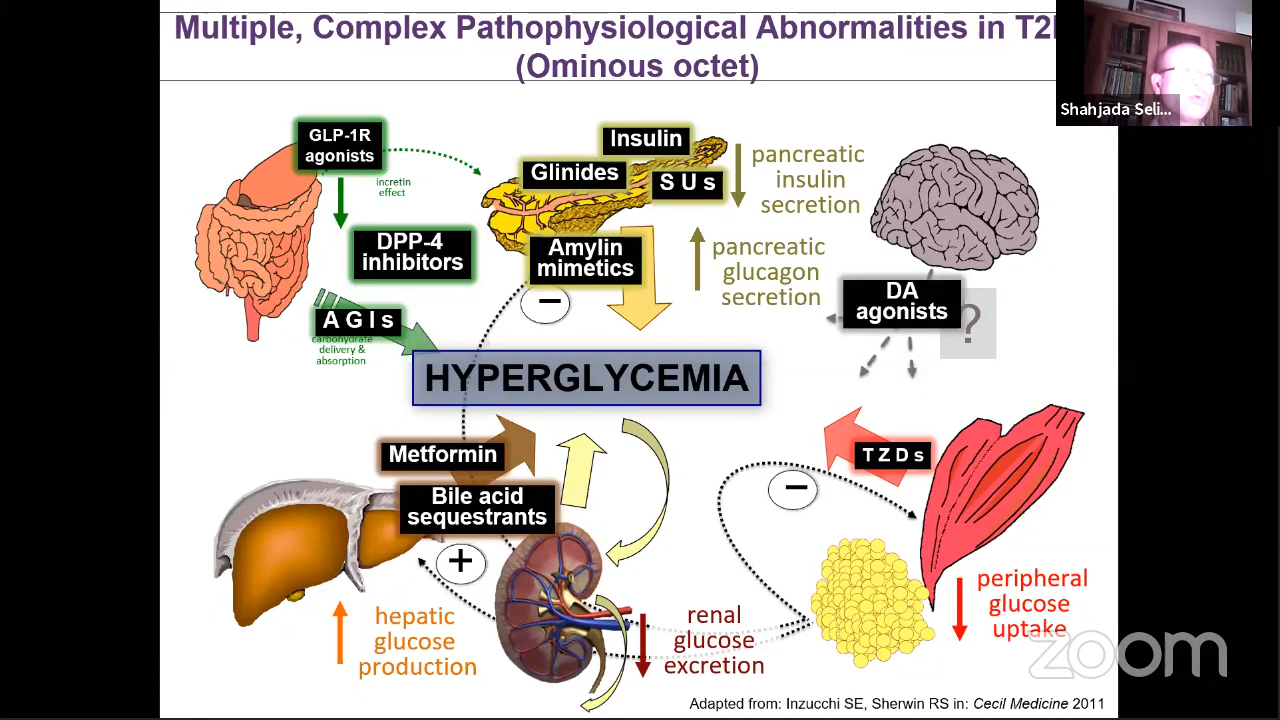 Multiple, Complex Pathophysiological Abnormalities in T2
(Ominous octet)
Shahjada Seli...
GLP-1R
agonists
incretin
effect
DPP-4
inhibitors
A G I s
carbohydrate
delivery &
absorption
Insulin
Glinides
S U s
Amylin
mimetics
−
pancreatic
insulin
secretion
pancreatic
glucagon
secretion
DA
agonists
?
HYPERGLYCEMIA
Metformin
Bile acid
sequestrants
+
T Z D s
−
hepatic
glucose
production
renal
glucose
excretion
peripheral
glucose
uptake
zoom
Adapted from: Inzucchi SE, Sherwin RS in: Cecil Medicine 2011